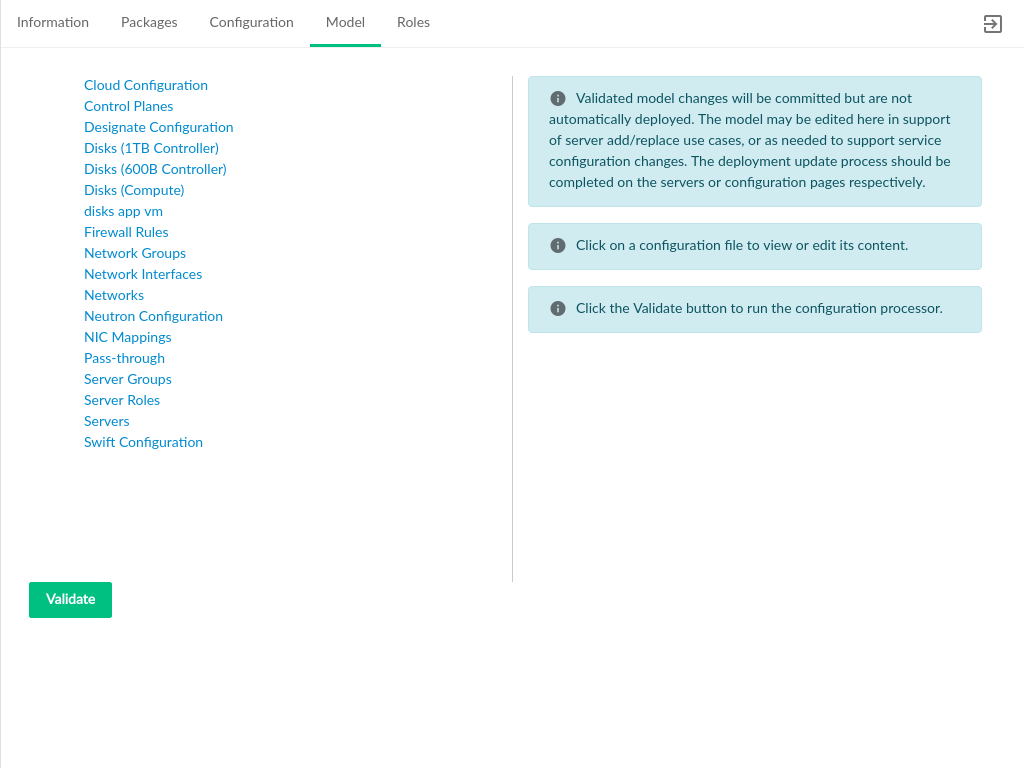 Information Packages Configuration Model Roles
Cloud Configuration
Control Planes
Designate Configuration
Disks (1TB Controller)
Disks (600B Controller)
Disks (Compute)
disks app vm
Firewall Rules
Network Groups
Network Interfaces
Networks
Neutron Configuration
NIC Mappings
Pass-through
Server Groups
Server Roles
Servers
Swift Configuration
Validate
Validated model changes will be committed but are not
automatically deployed. The model may be edited here in support
of server add/replace use cases, or as needed to support service
configuration changes. The deployment update process should be
completed on the servers or configuration pages respectively.
Click on a configuration file to view or edit its content.
Click the Validate button to run the configuration processor.